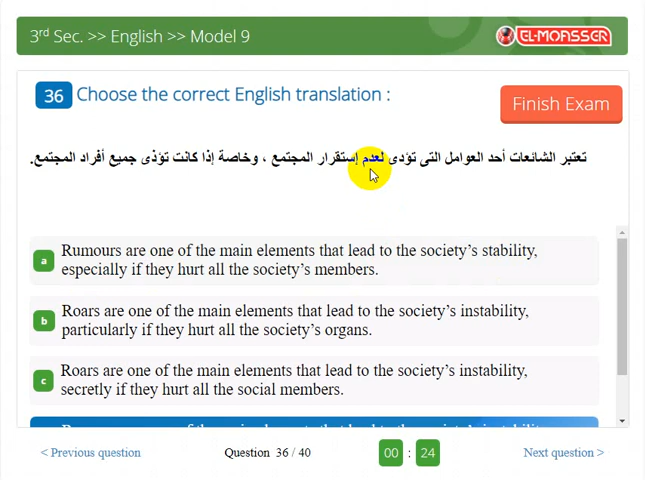 3rd Sec. >> English >> Model 9
EL-MOASSER
36 Choose the correct English translation :
Finish Exam
تعتبر الشائعات أحد العوامل التى تؤدى لعدم إستقرار المجتمع ، وخاصة إذا كانت تؤذى جميع أفراد المجتمع.
a Rumours are one of the main elements that lead to the society's stability,
especially if they hurt all the society's members.
b Roars are one of the main elements that lead to the society's instability,
particularly if they hurt all the society's organs.
c Roars are one of the main elements that lead to the society's instability,
secretly if they hurt all the social members.
< Previous question
Question 36 / 40
00 : 24
Next question >